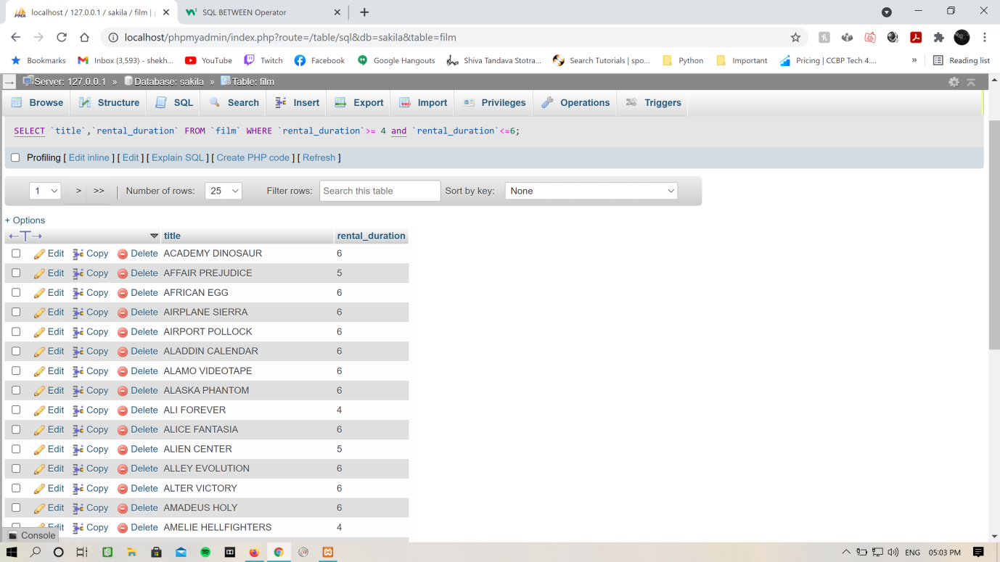 localhost / 127.0.0.1 / sakila / film |
SQL BETWEEN Operator
localhost/phpmyadmin/index.php?route=/table/sql&db=sakila&table=film
Bookmarks
Inbox (3,593) - shekh...
YouTube
Twitch
Facebook
Google Hangouts
Shiva Tandava Stotra...
Search Tutorials | spo...
Python
Important
Pricing | CCBP Tech 4....
»
Reading list
Server: 127.0.0.1 » Database: sakila » Table: film
Browse
Structure
SQL
Search
Insert
Export
Import
Privileges
Operations
Triggers
SELECT `title`,`rental_duration` FROM `film` WHERE `rental_duration`>= 4 and `rental_duration`<=6;
Profiling [ Edit inline ] [ Edit ] [ Explain SQL ] [ Create PHP code ] [ Refresh ]
1 > >> | Number of rows: 25 Filter rows: Search this table Sort by key: None
+ Options
title rental_duration
Edit Copy Delete ACADEMY DINOSAUR 6
Edit Copy Delete AFFAIR PREJUDICE 5
Edit Copy Delete AFRICAN EGG 6
Edit Copy Delete AIRPLANE SIERRA 6
Edit Copy Delete AIRPORT POLLOCK 6
Edit Copy Delete ALADDIN CALENDAR 6
Edit Copy Delete ALAMO VIDEOTAPE 6
Edit Copy Delete ALASKA PHANTOM 6
Edit Copy Delete ALI FOREVER 4
Edit Copy Delete ALICE FANTASIA 6
Edit Copy Delete ALIEN CENTER 5
Edit Copy Delete ALLEY EVOLUTION 6
Edit Copy Delete ALTER VICTORY 6
Edit Copy Delete AMADEUS HOLY 6
Edit Copy Delete AMELIE HELLFIGHTERS 4
Console
ENG 05:03 PM